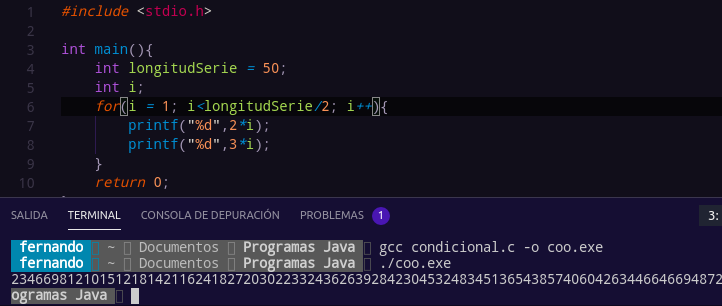 1 #include <stdio.h>
2
3 int main(){
4 int longitudSerie = 50;
5 int i;
6 for(i = 1; i<longitudSerie/2; i++){
7 printf("%d",2*i);
8 printf("%d",3*i);
9 }
10 return 0;
SALIDA TERMINAL CONSOLA DE DEPURACIÓN PROBLEMAS 1 3:
fernando ~ Documentos Programas Java gcc condicional.c -o coo.exe
fernando ~ Documentos Programas Java ./coo.exe
23466981210151218142116241827203022332436263928423045324834513654385740604263446646694872
ogramas Java